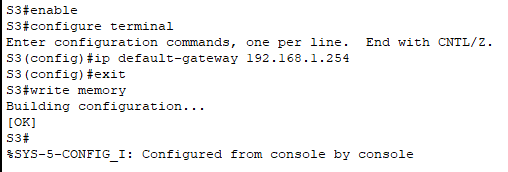 S3#enable
S3#configure terminal
Enter configuration commands, one per line.  End with CNTL/Z.
S3(config)#ip default-gateway 192.168.1.254
S3(config)#exit
S3#write memory
Building configuration...
[OK]
S3#
%SYS-5-CONFIG_I: Configured from console by console